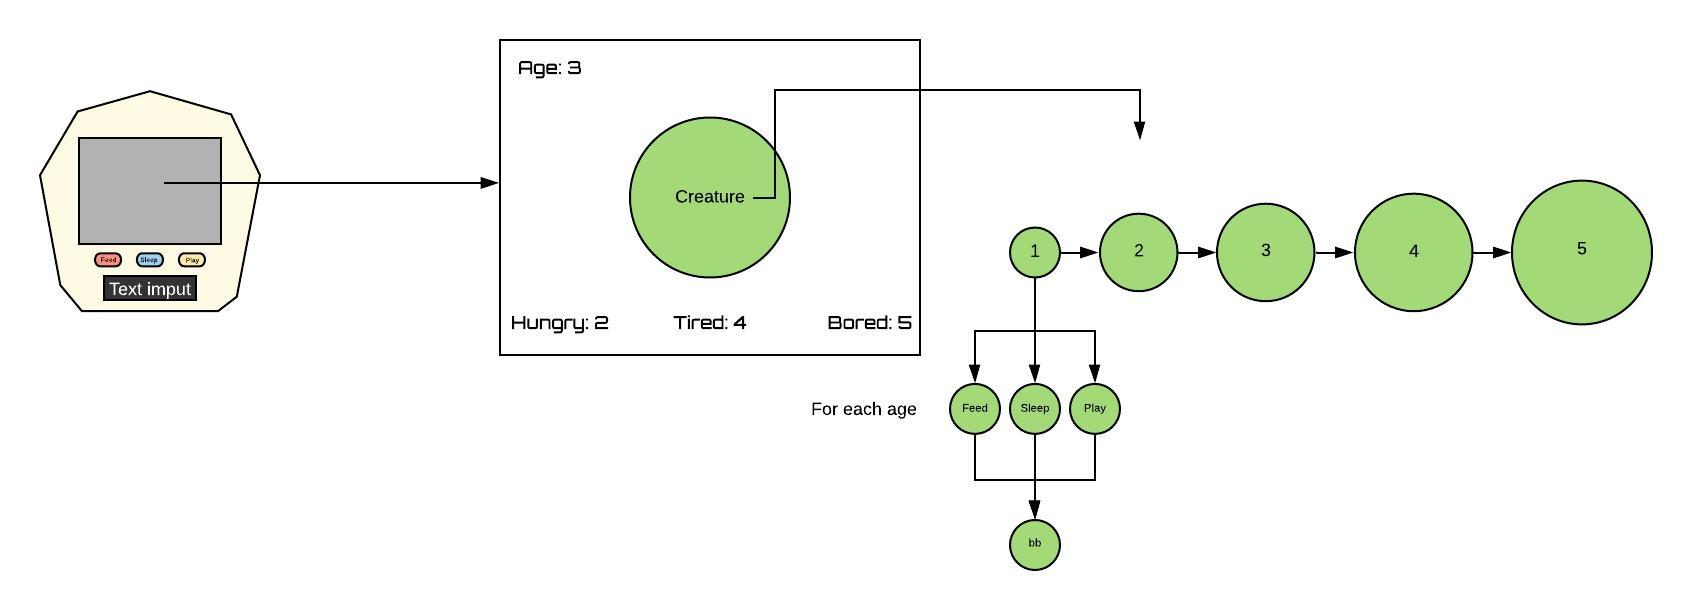 Age: 3
Creature
Hungry: 2
Tired: 4
Bored: 5
Feed
Sleep
Play
Text imput
1
2
3
4
5
For each age
Feed
Sleep
Play
bb